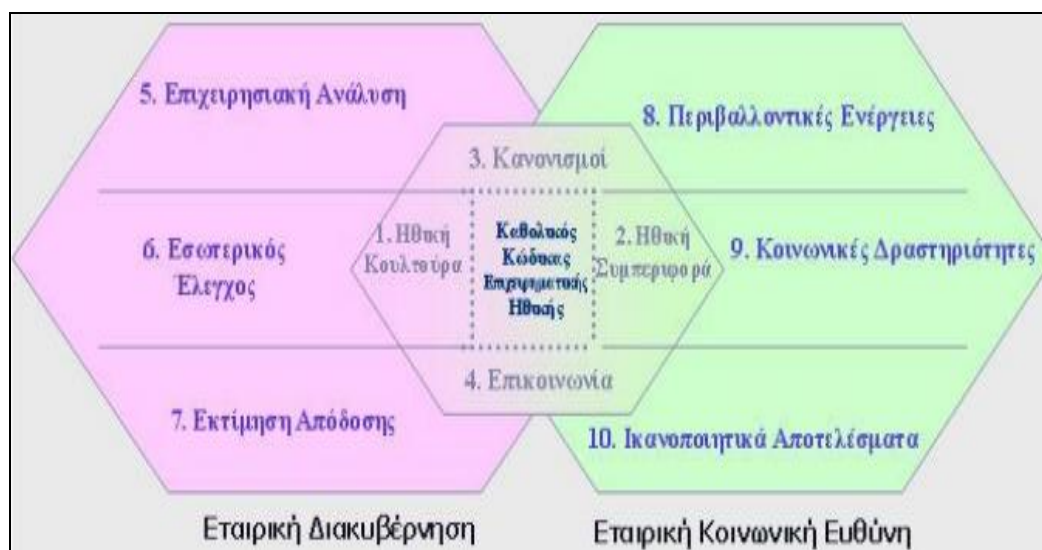 5. Επιχειρησιακή Ανάλυση
6. Εσωτερικός
Έλεγχος
7. Εκτίμηση Απόδοσης
3. Κανονισμοί
1. Ηθική
Κουλτούρα
Καθολικός
Κώδικας
Επιχειρηματικής
Ηθικής
2. Ηθική
Συμπεριφορά
4. Επικοινωνία
8. Περιβαλλοντικές Ενέργειες
9. Κοινωνικές Δραστηριότητες
10. Ικανοποιητικά Αποτελέσματα
Εταιρική Διακυβέρνηση
Εταιρική Κοινωνική Ευθύνη